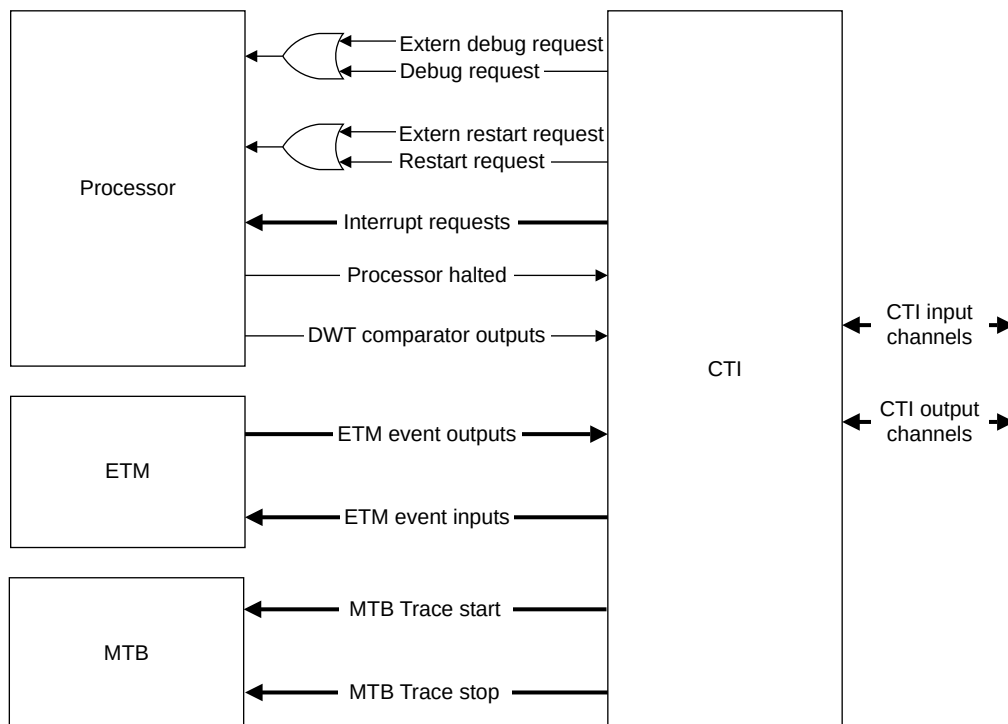 Extern debug request
Debug request
Extern restart request
Restart request
Processor
Interrupt requests
Processor halted
DWT comparator outputs
CTI input
channels
CTI
CTI output
channels
ETM event outputs
ETM
ETM event inputs
MTB Trace start
MTB
MTB Trace stop